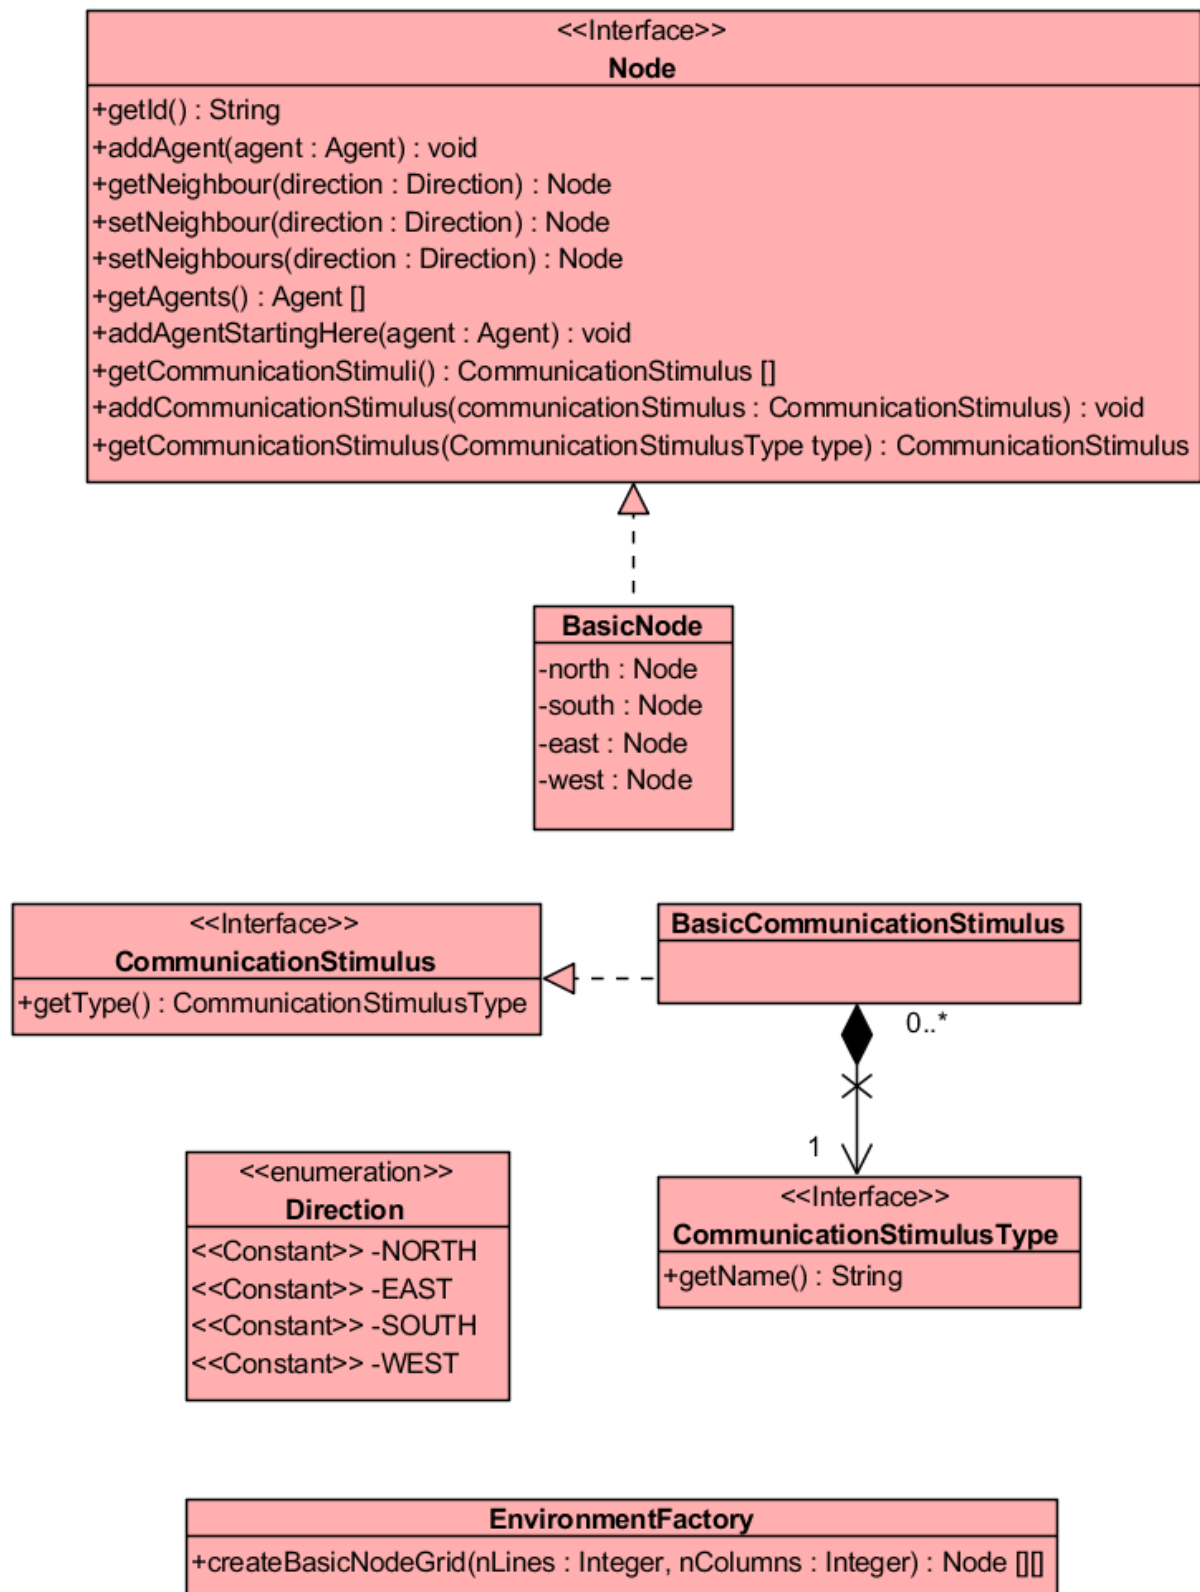 <<Interface>>
Node
+getId() : String
+addAgent(agent : Agent) : void
+getNeighbour(direction : Direction) : Node
+setNeighbour(direction : Direction) : Node
+setNeighbours(direction : Direction) : Node
+getAgents() : Agent []
+addAgentStartingHere(agent : Agent) : void
+getCommunicationStimuli() : CommunicationStimulus []
+addCommunicationStimulus(communicationStimulus : CommunicationStimulus) : void
+getCommunicationStimulus(CommunicationStimulusType type) : CommunicationStimulus
BasicNode
-north : Node
-south : Node
-east : Node
-west : Node
<<Interface>>
CommunicationStimulus
+getType() : CommunicationStimulusType
BasicCommunicationStimulus
0..*
1
<<Interface>>
CommunicationStimulusType
+getName() : String
<<enumeration>>
Direction
<<Constant>> -NORTH
<<Constant>> -EAST
<<Constant>> -SOUTH
<<Constant>> -WEST
EnvironmentFactory
+createBasicNodeGrid(nLines : Integer, nColumns : Integer) : Node [][]